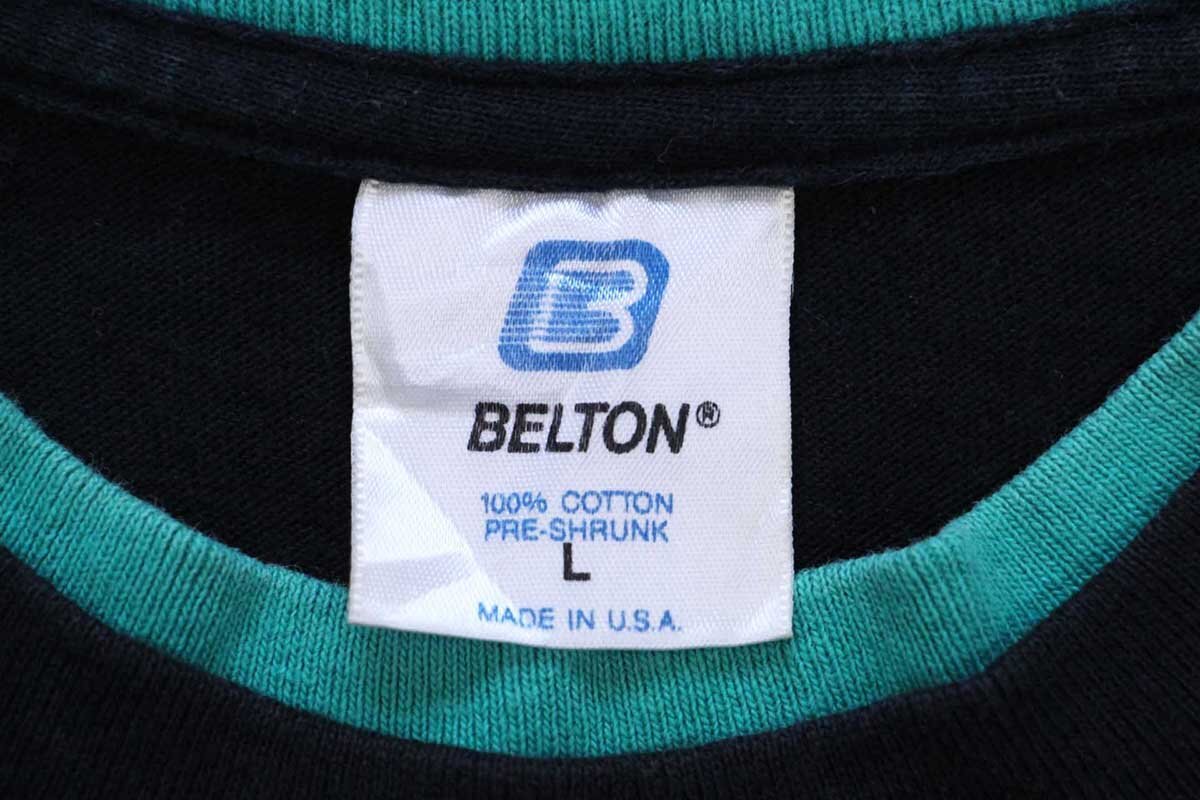 B
BELTON®
100% COTTON
PRE-SHRUNK
L
MADE IN U.S.A.